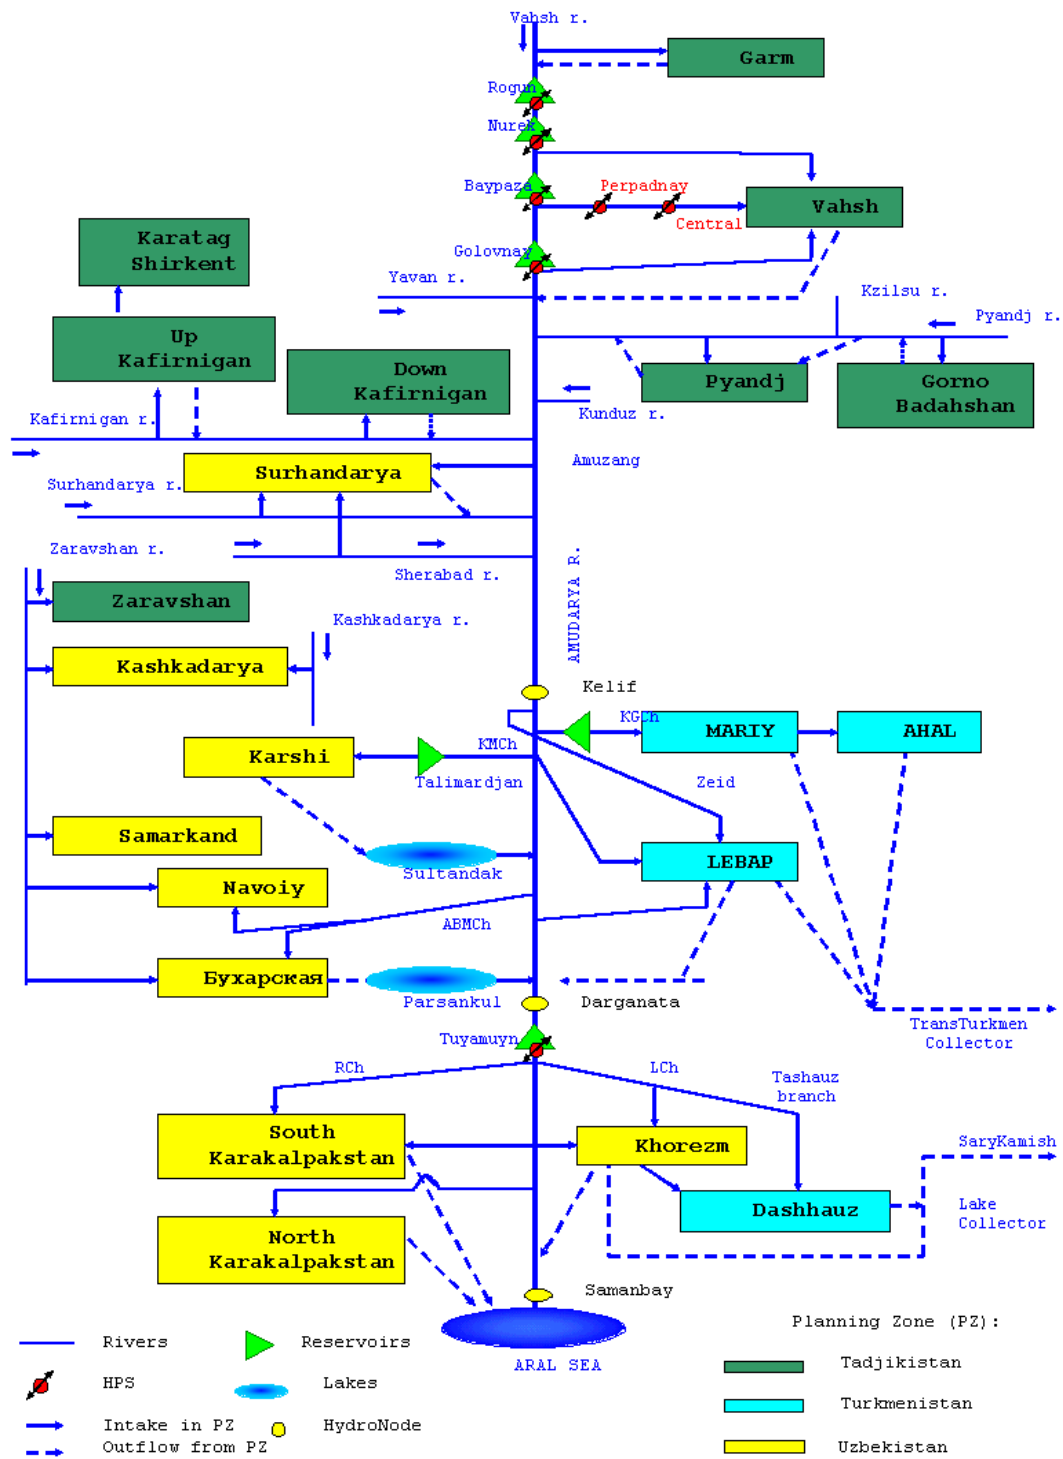 Vahsh r.
Garm
Rogun
Nurek
Baypaza
Perpadnay
Vahsh
Central
Karatag
Shirkent
Golovnay
Yavan r.
Kzilsu r.
Pyandj r.
Up
Kafirnigan
Down
Kafirnigan
Pyandj
Gorno
Badahshan
Kafirnigan r.
Kunduz r.
Amuzang
Surhandarya
Surhandarya r.
Zaravshan r.
Sherabad r.
AMUDARYA R.
Zaravshan
Kashkadarya r.
Kashkadarya
Kelif
KGCh
MARIY
AHAL
Karshi
KMCh
Talimardjan
Zeid
Samarkand
LEBAP
Sultandak
Navoiy
ABMCh
Бухарская
Parsankul
Darganata
TransTurkmen
Collector
Tuyamuyn
RCh
LCh
Tashauz
branch
South
Karakalpakstan
Khorezm
SaryKamish
Dashhauz
Lake
Collector
North
Karakalpakstan
Samanbay
ARAL SEA
Rivers
Reservoirs
HPS
Lakes
Intake in PZ
HydroNode
Outflow from PZ
Planning Zone (PZ):
Tadjikistan
Turkmenistan
Uzbekistan